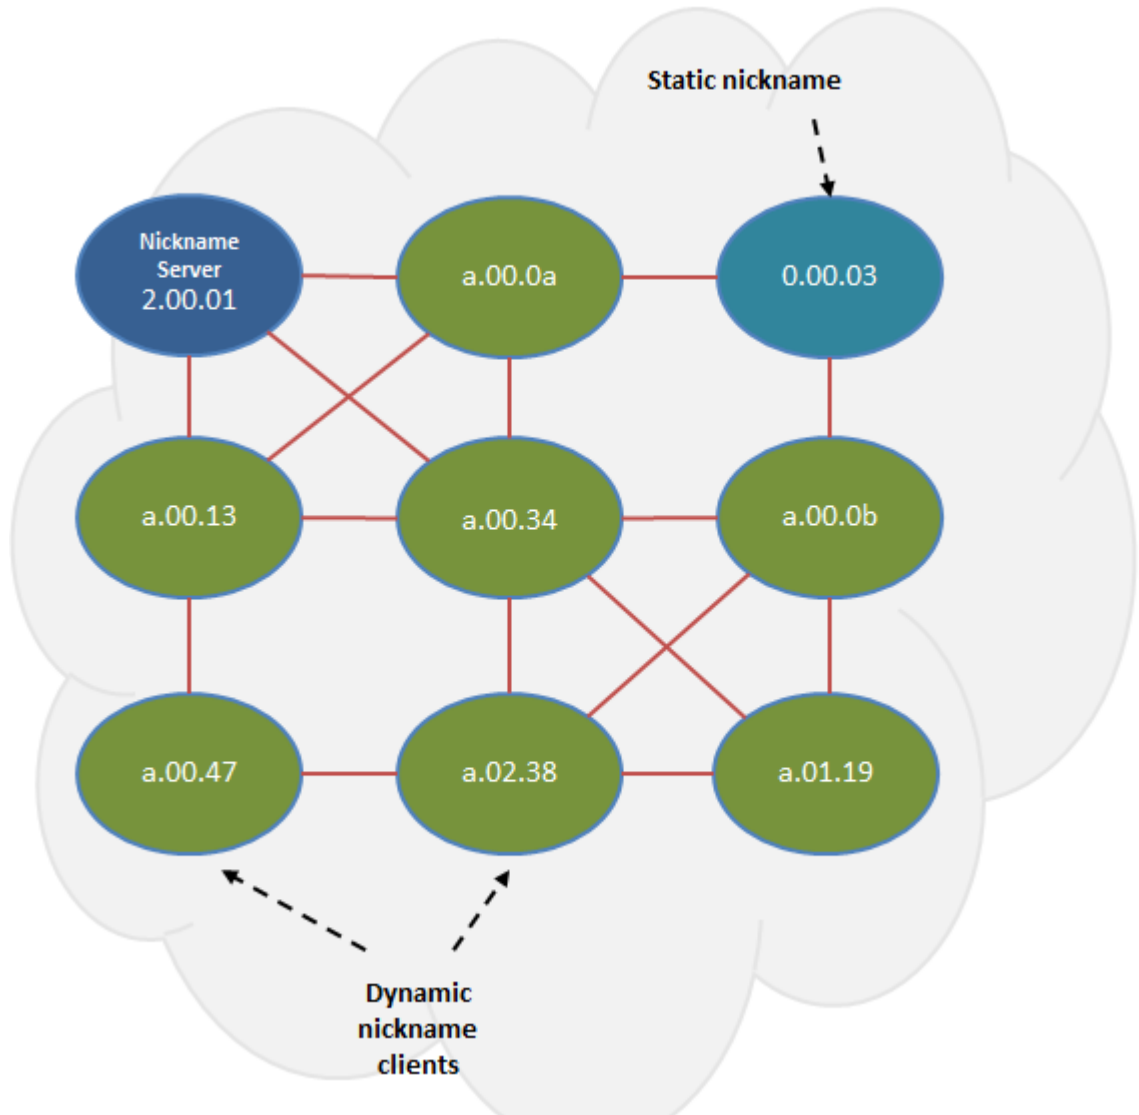 Static nickname
Nickname
Server
2.00.01
a.00.0a
0.00.03
a.00.13
a.00.34
a.00.0b
a.00.47
a.02.38
a.01.19
Dynamic
nickname
clients